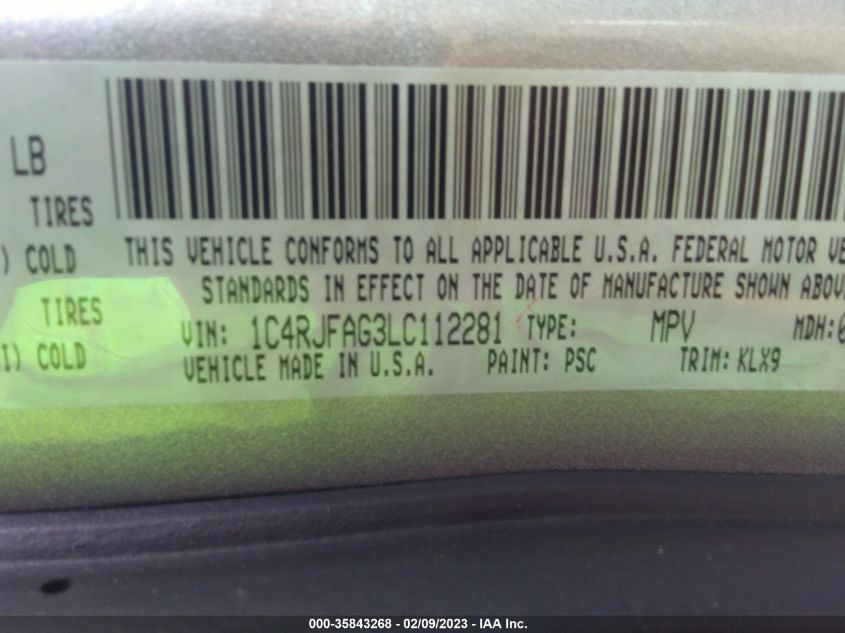 LB
TIRES
) COLD
THIS VEHICLE CONFORMS TO ALL APPLICABLE U.S.A. FEDERAL MOTOR VE
STANDARDS IN EFFECT ON THE DATE OF MANUFACTURE SHOWN ABOV
TIRES
VIN: 1C4RJFAG3LC112281 TYPE: MPV MDH:0
I) COLD
VEHICLE MADE IN U.S.A. PAINT: PSC TRIM: KLX9
000-35843268 - 02/09/2023 - IAA Inc.